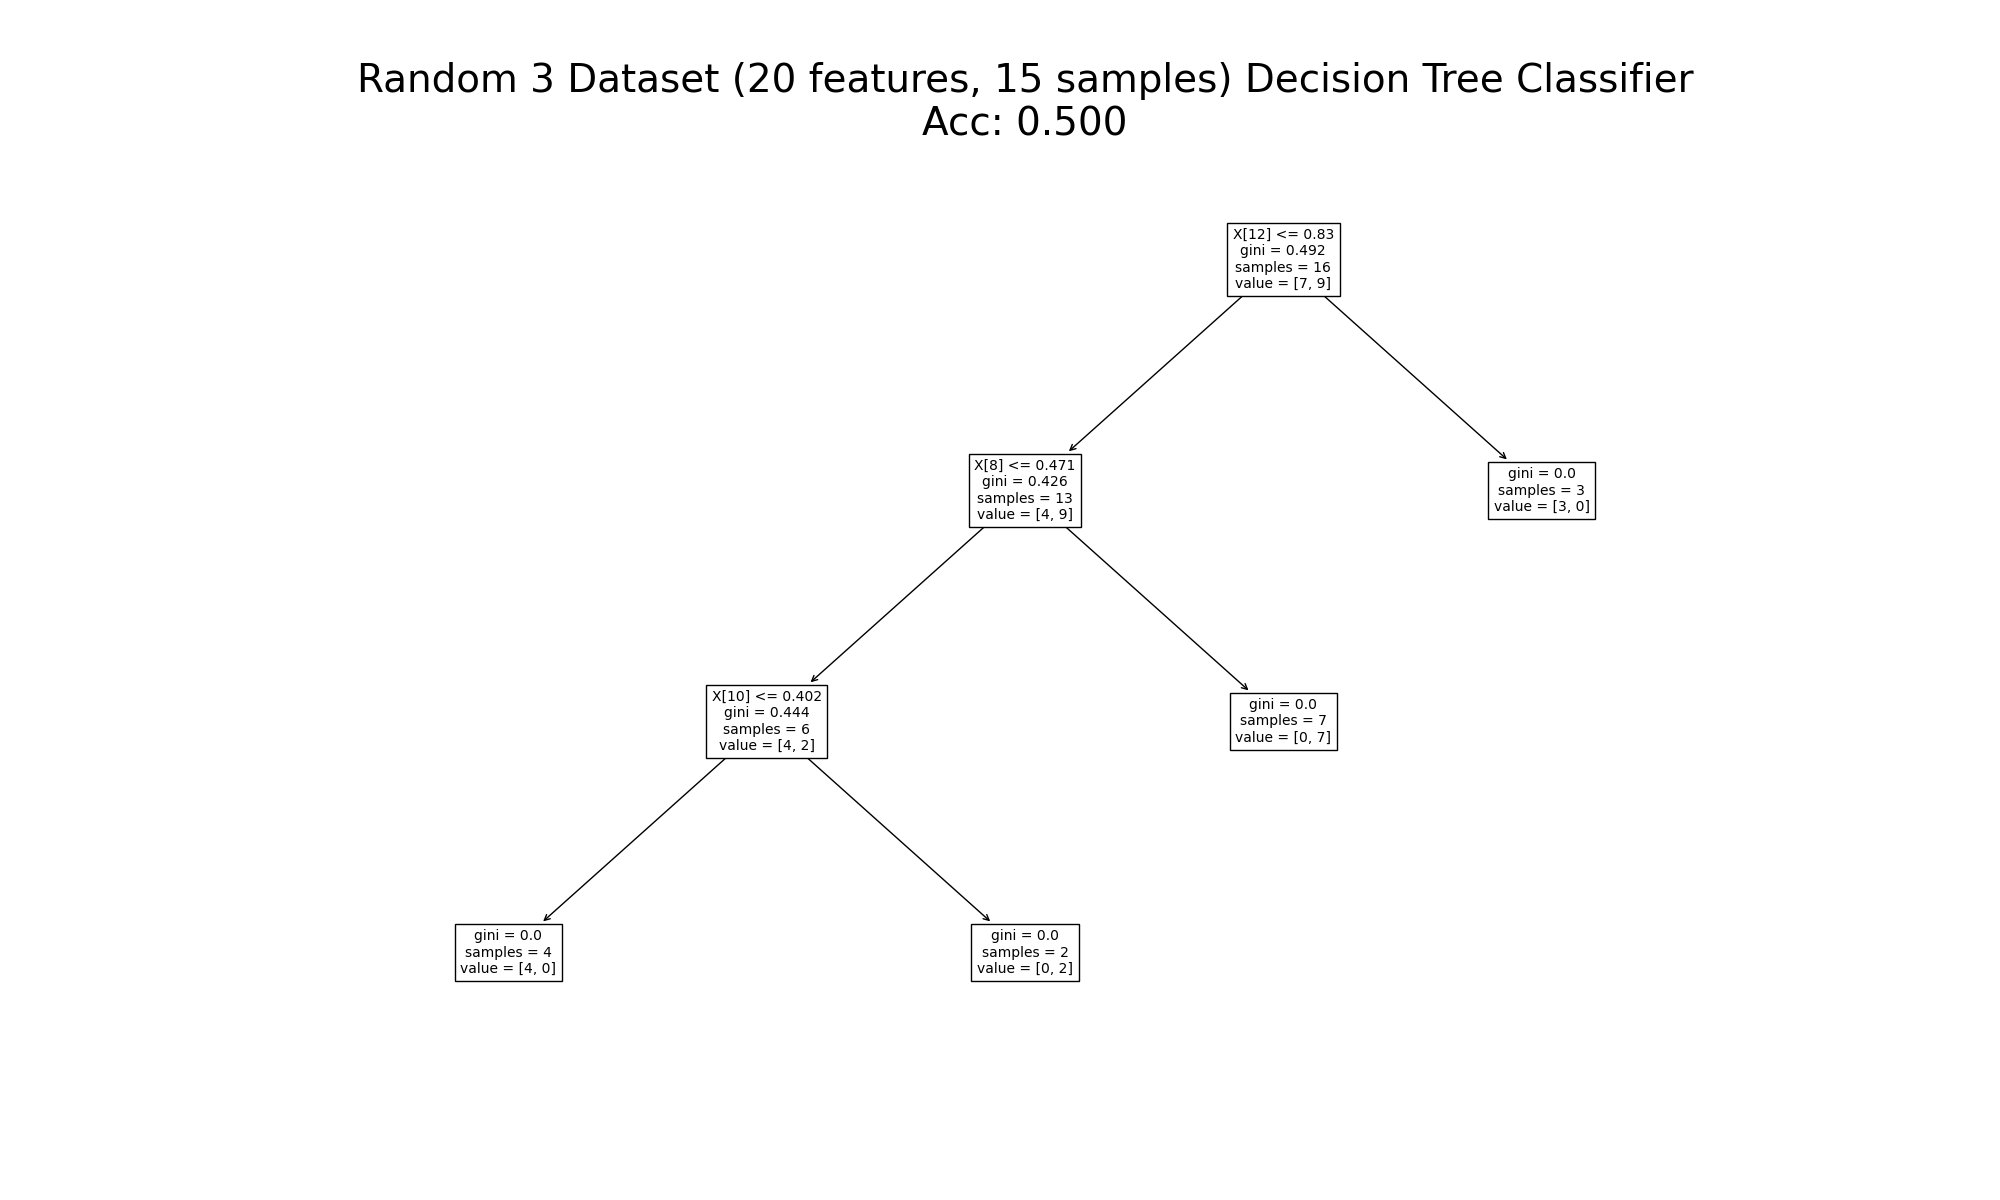 Random 3 Dataset (20 features, 15 samples) Decision Tree Classifier
Acc: 0.500
X[12] <= 0.83
gini = 0.492
samples = 16
value = [7, 9]
X[8] <= 0.471
gini = 0.426
samples = 13
value = [4, 9]
gini = 0.0
samples = 3
value = [3, 0]
X[10] <= 0.402
gini = 0.444
samples = 6
value = [4, 2]
gini = 0.0
samples = 7
value = [0, 7]
gini = 0.0
samples = 4
value = [4, 0]
gini = 0.0
samples = 2
value = [0, 2]